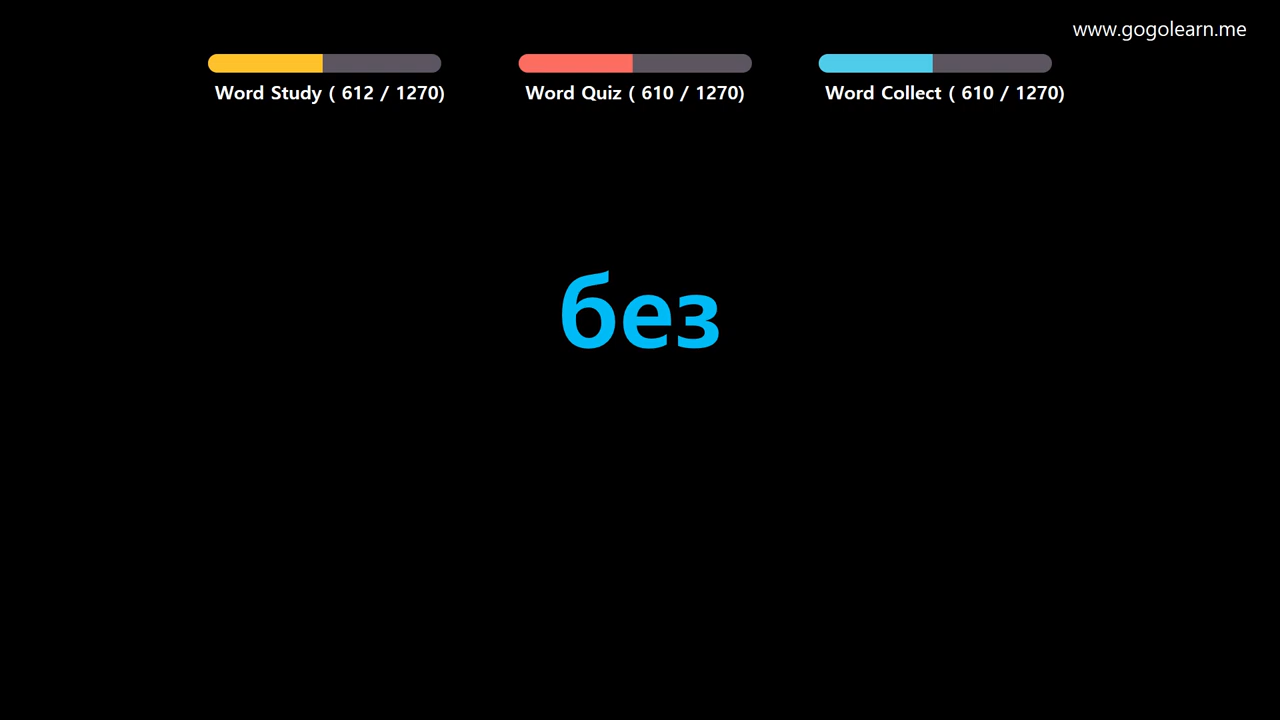 www.gogolearn.me
Word Study ( 612 / 1270)
Word Quiz ( 610 / 1270)
Word Collect ( 610 / 1270)
без